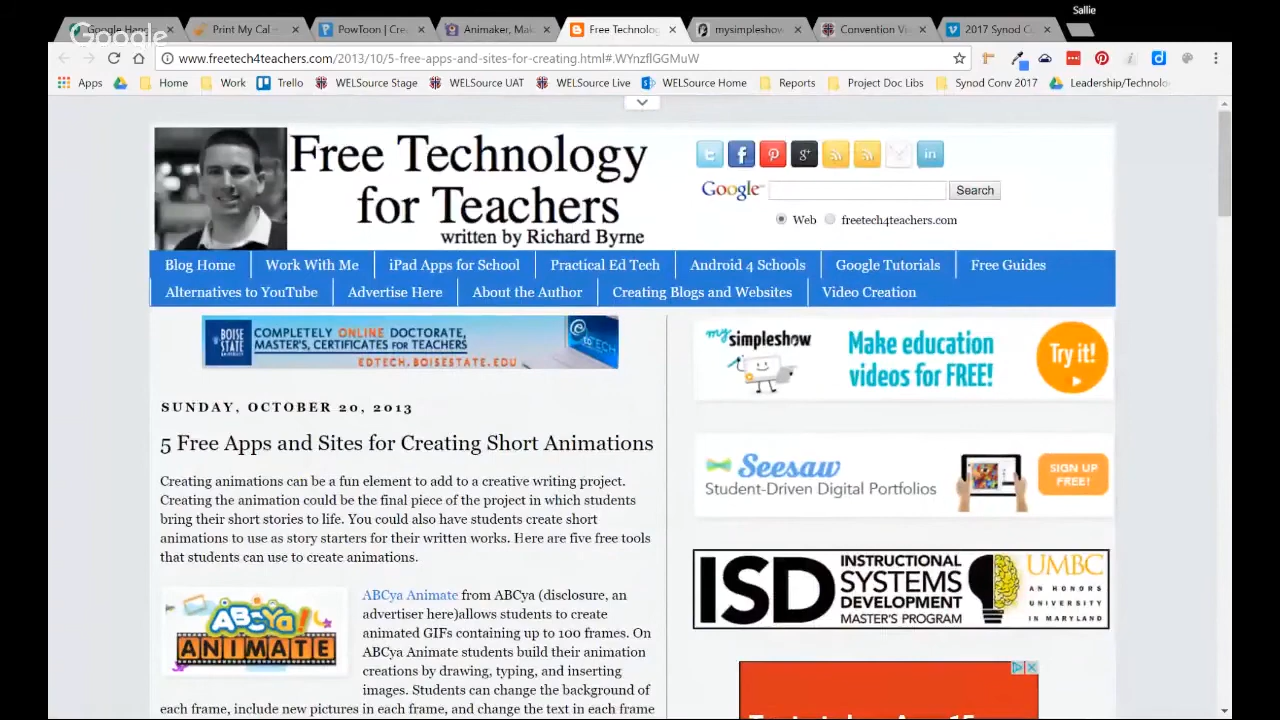 Sallie
Google Han
Print My Cal
PowToon | Cre
Animaker, Mak
Free Technolog
mysimpleshow
Convention Vi
2017 Synod C
Google
www.freetech4teachers.com/2013/10/5-free-apps-and-sites-for-creating.html#.WYnzflGGMuW
Apps
Home
Work
Trello
WELSource Stage
WELSource UAT
WELSource Live
WELSource Home
Reports
Project Doc Libs
Synod Conv 2017
Leadership/Technolo
Free Technology
for Teachers
written by Richard Byrne
Google
Search
Web
freetech4teachers.com
Blog Home
Work With Me
iPad Apps for School
Practical Ed Tech
Android 4 Schools
Google Tutorials
Free Guides
Alternatives to YouTube
Advertise Here
About the Author
Creating Blogs and Websites
Video Creation
BOISE STATE UNIVERSITY
COMPLETELY ONLINE DOCTORATE,
MASTER'S, CERTIFICATES FOR TEACHERS
EDTECH.BOISESTATE.EDU
SUNDAY, OCTOBER 20, 2013
5 Free Apps and Sites for Creating Short Animations
Creating animations can be a fun element to add to a creative writing project.
Creating the animation could be the final piece of the project in which students
bring their short stories to life. You could also have students create short
animations to use as story starters for their written works. Here are five free tools
that students can use to create animations.
ABCya!
ANIMATE
ABCya Animate from ABCya (disclosure, an
advertiser here)allows students to create
animated GIFs containing up to 100 frames. On
ABCya Animate students build their animation
creations by drawing, typing, and inserting
images. Students can change the background of
each frame, include new pictures in each frame, and change the text in each frame
my simpleshow
Make education
videos for FREE!
Try it!
Seesaw
Student-Driven Digital Portfolios
SIGN UP
FREE!
ISD
INSTRUCTIONAL
SYSTEMS
DEVELOPMENT
MASTER'S PROGRAM
UMBC
AN HONORS
UNIVERSITY
IN MARYLAND